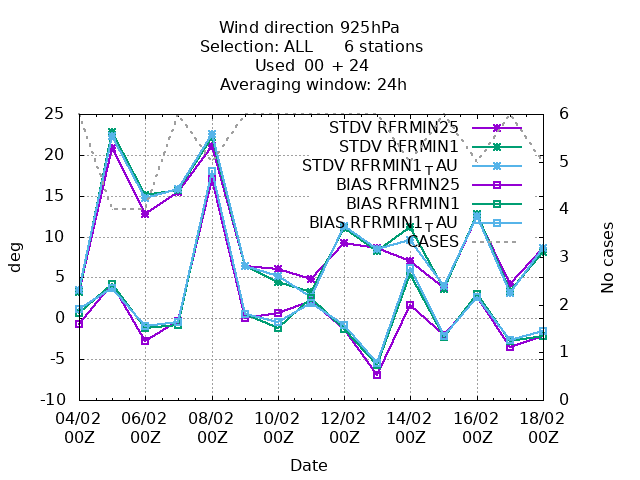 Wind direction 925hPa
Selection: ALL 6 stations
Used 00 + 24
Averaging window: 24h
STDV RFRMIN25
STDV RFRMIN1
STDV RFRMIN1TAU
BIAS RFRMIN25
BIAS RFRMIN1
BIAS RFRMIN1TAU
CASES
25
20
15
10
5
0
-5
-10
deg
6
5
4
3
2
1
0
No cases
04/02 06/02 08/02 10/02 12/02 14/02 16/02 18/02
00Z 00Z 00Z 00Z 00Z 00Z 00Z 00Z
Date